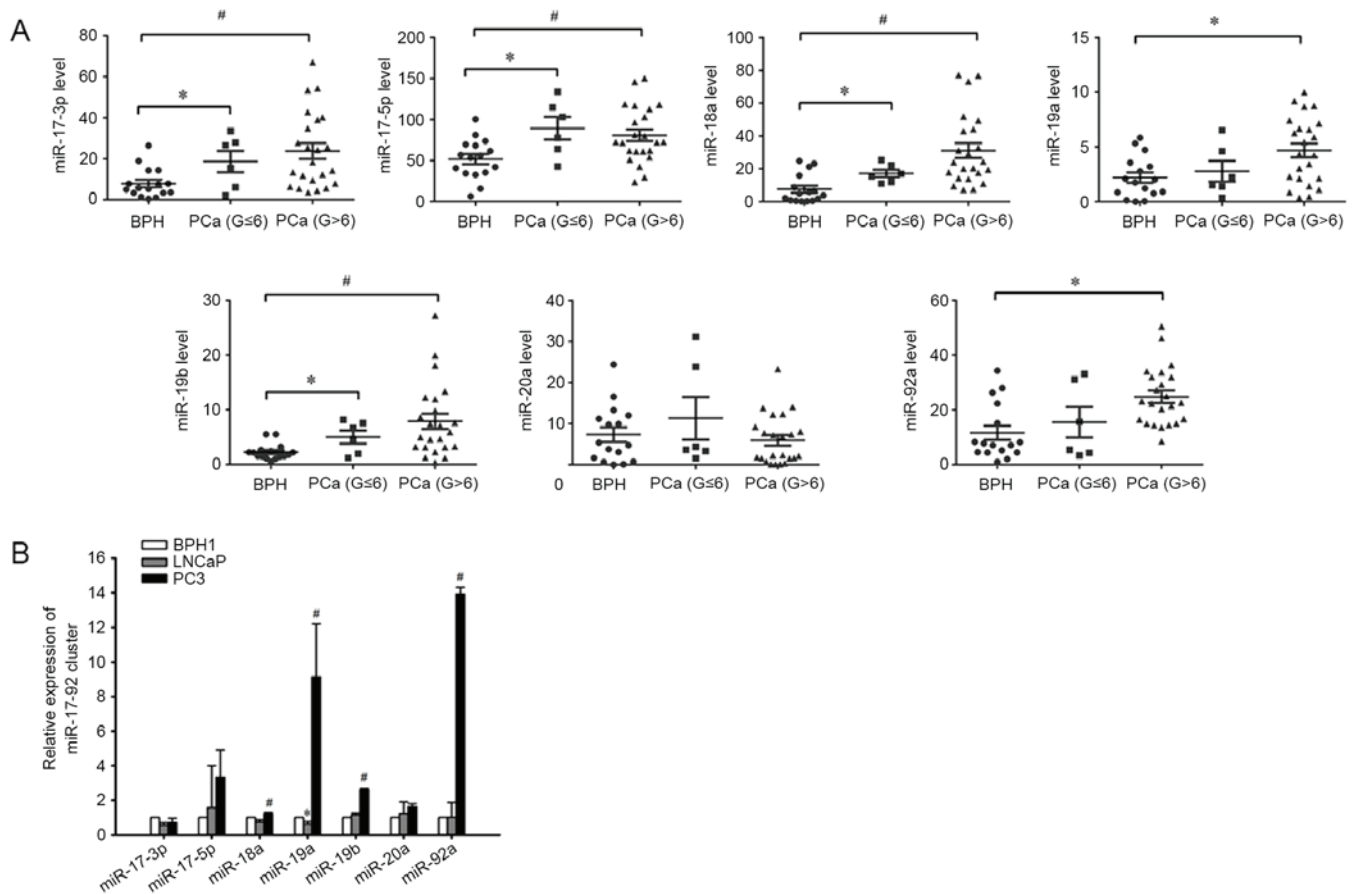 A
#
*
miR-17-3p level
80
60
40
20
0
BPH PCa (G≤6) PCa (G>6)
#
*
miR-17-5p level
200
150
100
50
0
BPH PCa (G≤6) PCa (G>6)
#
*
miR-18a level
100
80
60
40
20
0
BPH PCa (G≤6) PCa (G>6)
*
miR-19a level
15
10
5
0
BPH PCa (G≤6) PCa (G>6)
#
*
miR-19b level
30
20
10
0
BPH PCa (G≤6) PCa (G>6)
miR-20a level
40
30
20
10
0 BPH PCa (G≤6) PCa (G>6)
*
miR-92a level
60
40
20
0
BPH PCa (G≤6) PCa (G>6)
B
BPH1
LNCaP
PC3
Relative expression of
miR-17-92 cluster
16
14
12
10
8
6
4
2
0
# * # # #
miR-17-3p miR-17-5p miR-18a miR-19a miR-19b miR-20a miR-92a